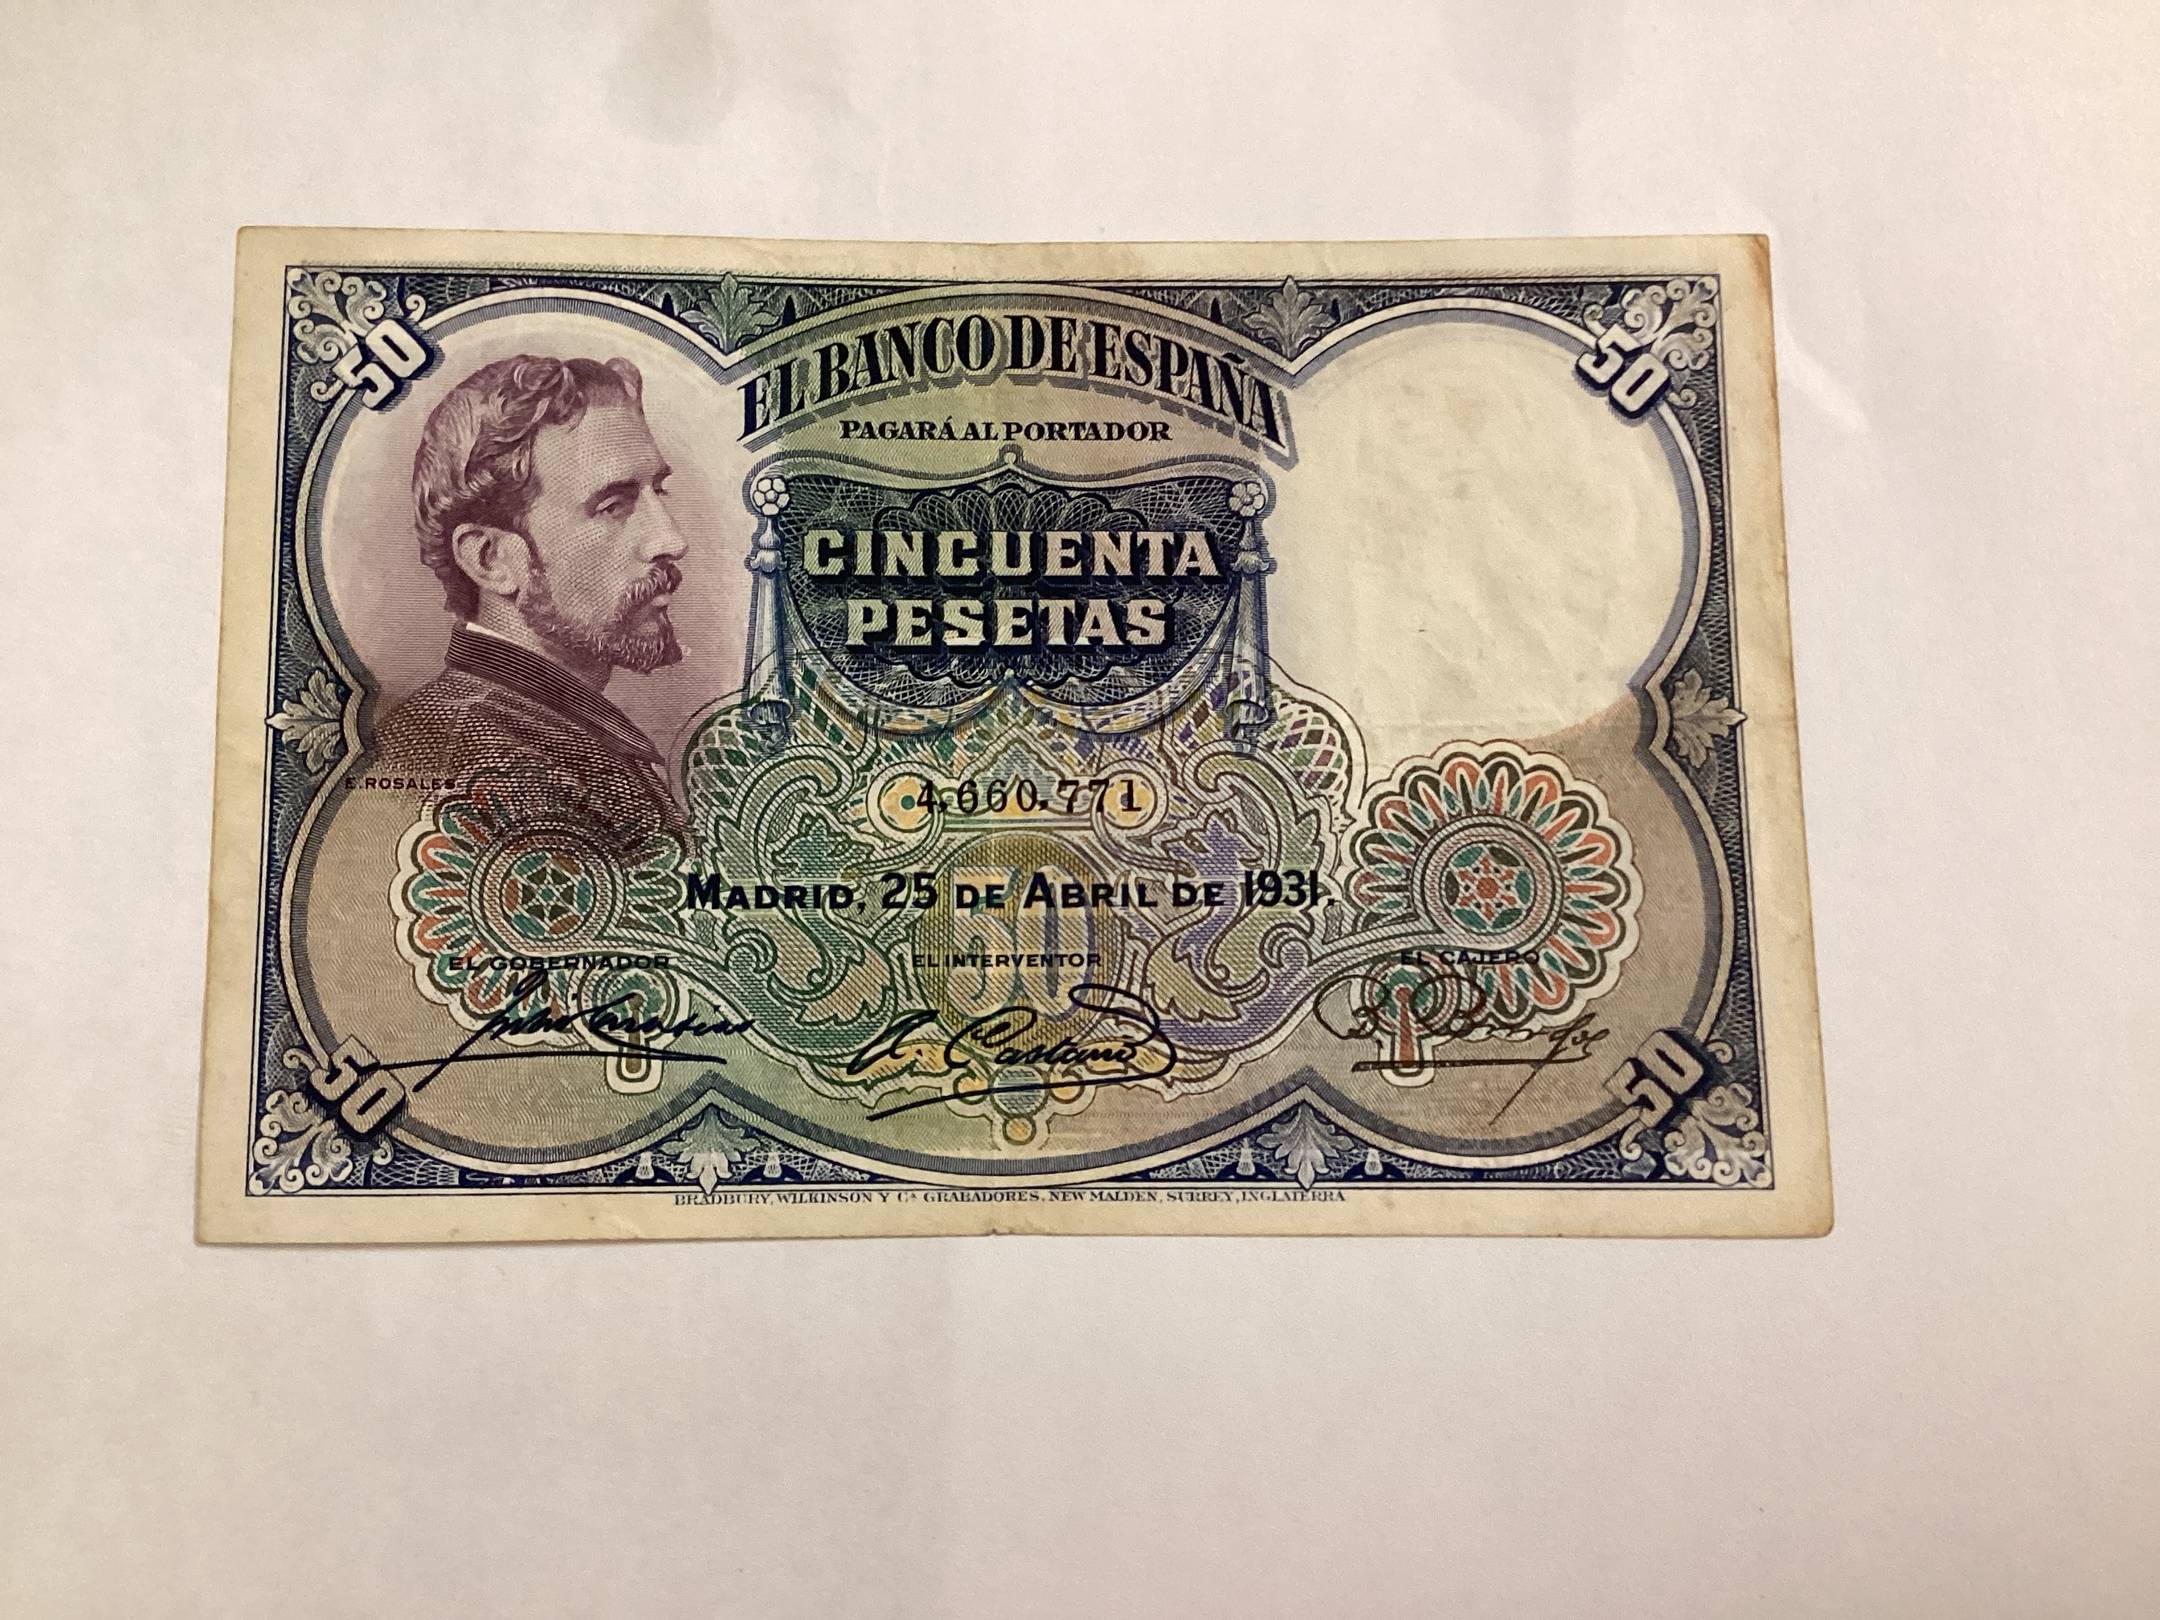 50
50
EL BANCO DE ESPAÑA
PAGARÁ AL PORTADOR
CINCUENTA
PESETAS
E. ROSALES
4,660,771
50
MADRID, 25 DE ABRIL DE 1931.
EL GOBERNADOR EL INTERVENTOR EL CAJERO
50
50
BRADBURY, WILKINSON Y Cª GRABADORES, NEW MALDEN, SURREY, INGLATERRA